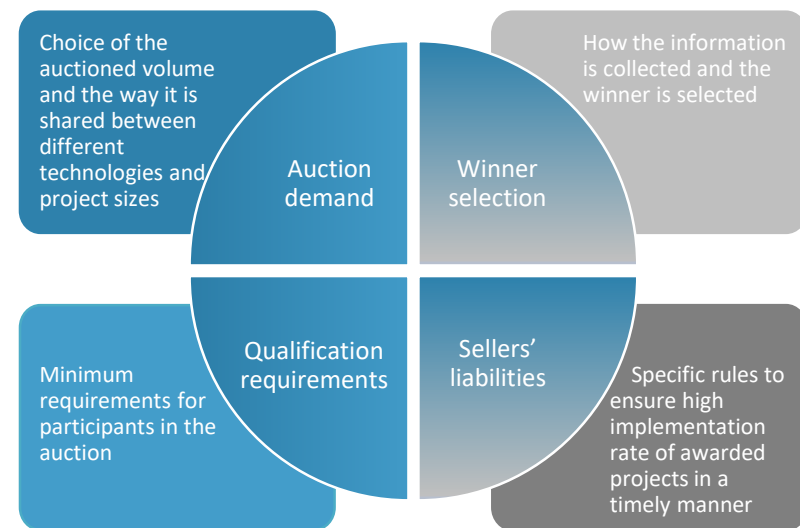 Choice of the
auctioned volume
and the way it is
shared between
different
technologies and
project sizes
How the information
is collected and the
winner is selected
Auction
demand
Winner
selection
Qualification
requirements
Sellers’
liabilities
Minimum
requirements for
participants in the
auction
Specific rules to
ensure high
implementation
rate of awarded
projects in a
timely manner